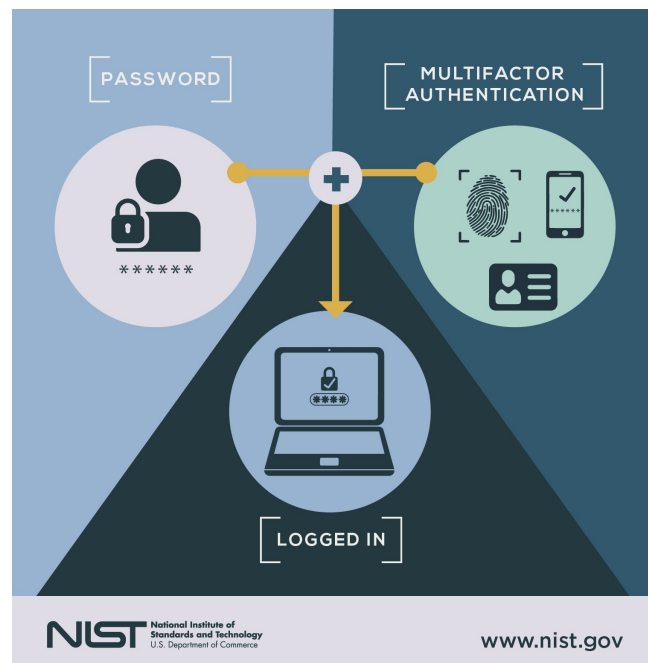 PASSWORD
MULTIFACTOR
AUTHENTICATION
******
******
****
LOGGED IN
NIST
National Institute of
Standards and Technology
U.S. Department of Commerce
www.nist.gov